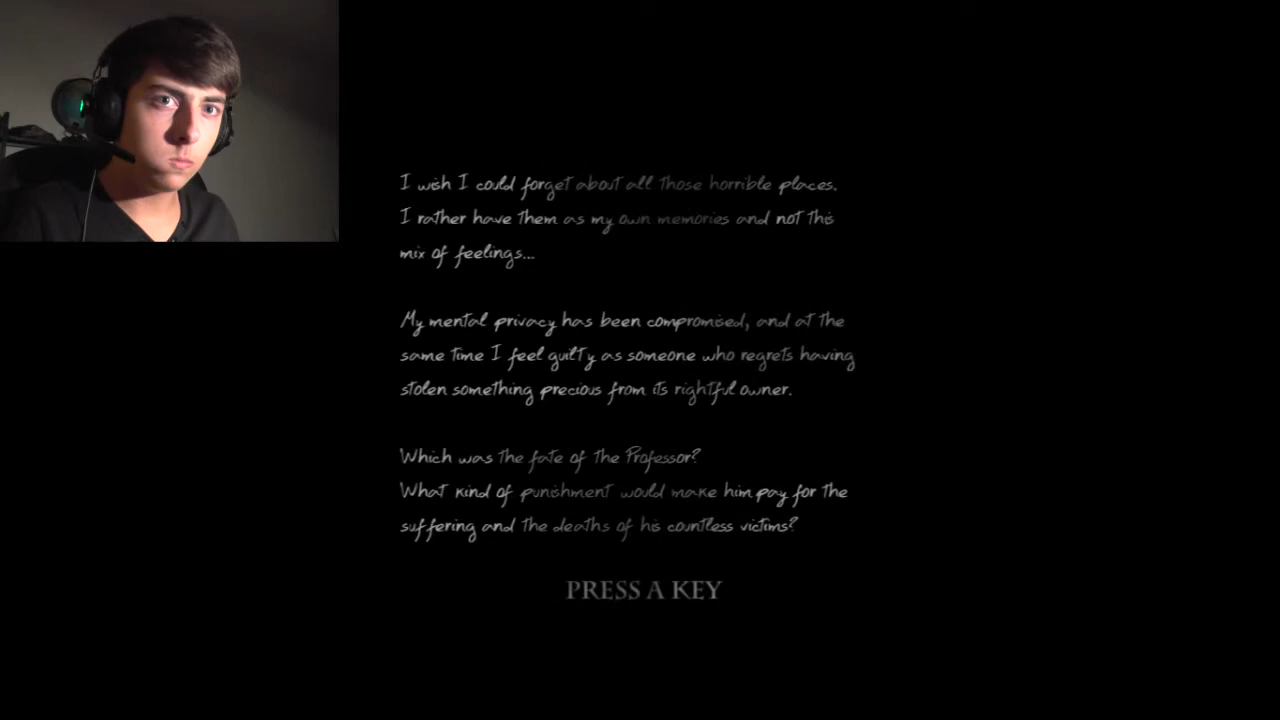 I wish I could forget about all those horrible places.
I rather have them as my own memories and not this
mix of feelings...
My mental privacy has been compromised, and at the
same time I feel guilty as someone who regrets having
stolen something precious from its rightful owner.
Which was the fate of the Professor?
What kind of punishment would make him pay for the
suffering and the deaths of his countless victims?
PRESS A KEY